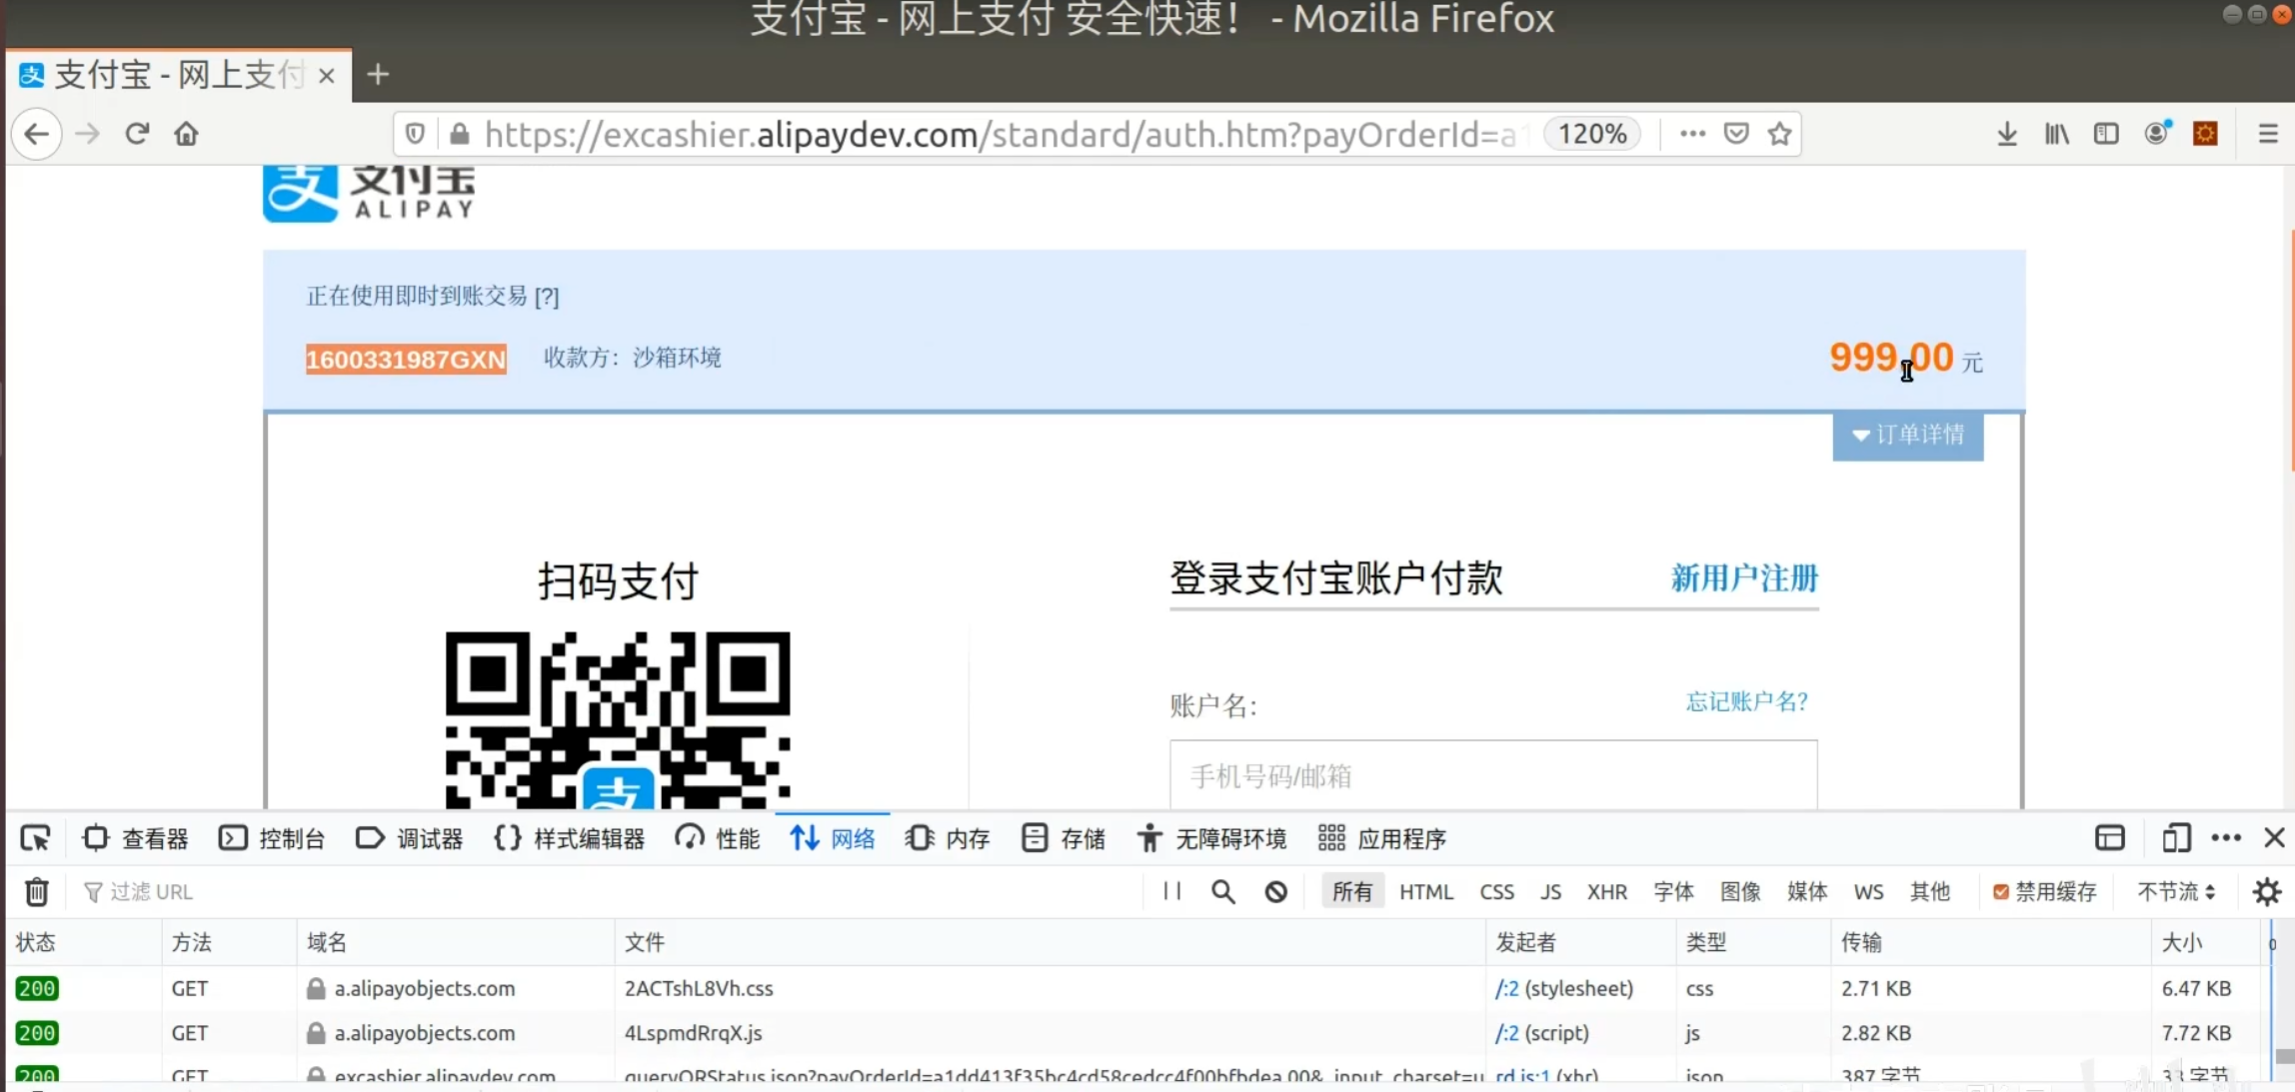 支付宝 - 网上支付 安全快速！ - Mozilla Firefox
支付宝 - 网上支付
https://excashier.alipaydev.com/standard/auth.htm?payOrderId=a1 120%
支付宝
ALIPAY
正在使用即时到账交易 [?]
1600331987GXN 收款方：沙箱环境 999.00 元
订单详情
扫码支付
登录支付宝账户付款 新用户注册
账户名: 忘记账户名？
手机号码/邮箱
支
查看器 控制台 调试器 样式编辑器 性能 网络 内存 存储 无障碍环境 应用程序
过滤 URL 所有 HTML CSS JS XHR 字体 图像 媒体 WS 其他 禁用缓存 不节流
状态 方法 域名 文件 发起者 类型 传输 大小 0
200 GET a.alipayobjects.com 2ACTshL8Vh.css /:2 (stylesheet) css 2.71 KB 6.47 KB
200 GET a.alipayobjects.com 4LspmdRrqX.js /:2 (script) js 2.82 KB 7.72 KB
200 GET excashier.alipaydev.com queryQRStatus.json?payOrderId=a1dd413f35bc4cd58cedcc4f00bfbdea.00&_input_charset=u rd.js:1 (xhr) json 387 字节 33 字节